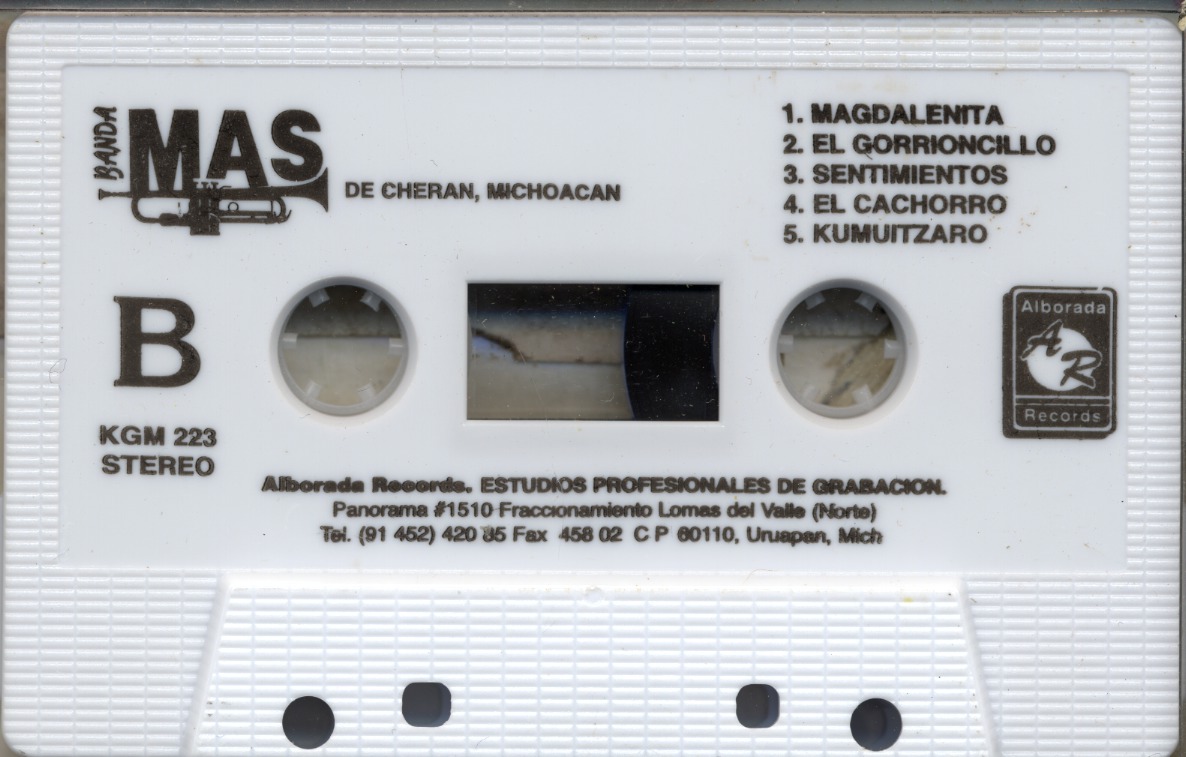 BANDA
MAS
DE CHERAN, MICHOACAN
1. MAGDALENITA
2. EL GORRIONCILLO
3. SENTIMIENTOS
4. EL CACHORRO
5. KUMUITZARO
B
KGM 223
STEREO
Alborada
AR
Records
Alborada Records. ESTUDIOS PROFESIONALES DE GRABACION.
Panorama #1510 Fraccionamiento Lomas del Valle (Norte)
Tel. (91 452) 420 85 Fax 458 02 C P 60110, Uruapan, Mich